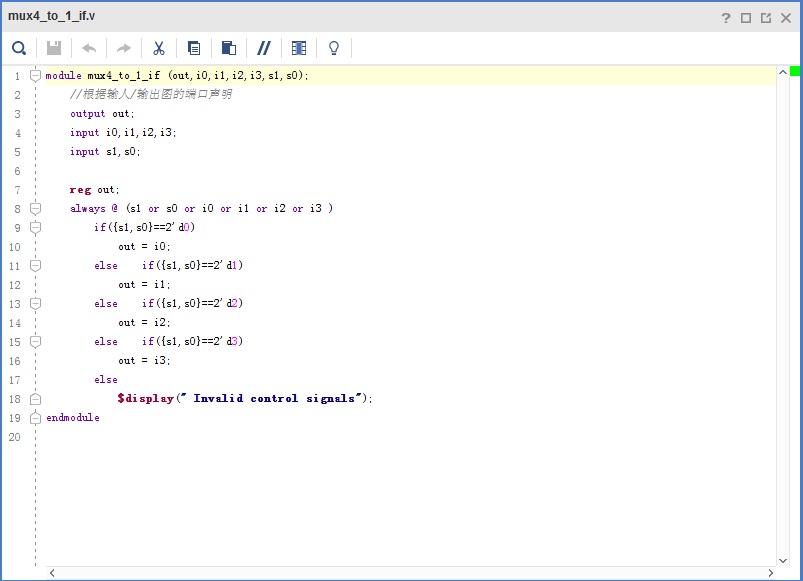 mux4_to_1_if.v
1 module mux4_to_1_if (out,i0,i1,i2,i3,s1,s0);
2 //根据输人/输出图的端口声明
3 output out;
4 input i0,i1,i2,i3;
5 input s1,s0;
6
7 reg out;
8 always @ (s1 or s0 or i0 or i1 or i2 or i3 )
9 if({s1,s0}==2'd0)
10 out = i0;
11 else if({s1,s0}==2'd1)
12 out = i1;
13 else if({s1,s0}==2'd2)
14 out = i2;
15 else if({s1,s0}==2'd3)
16 out = i3;
17 else
18 $display(" Invalid control signals");
19 endmodule
20